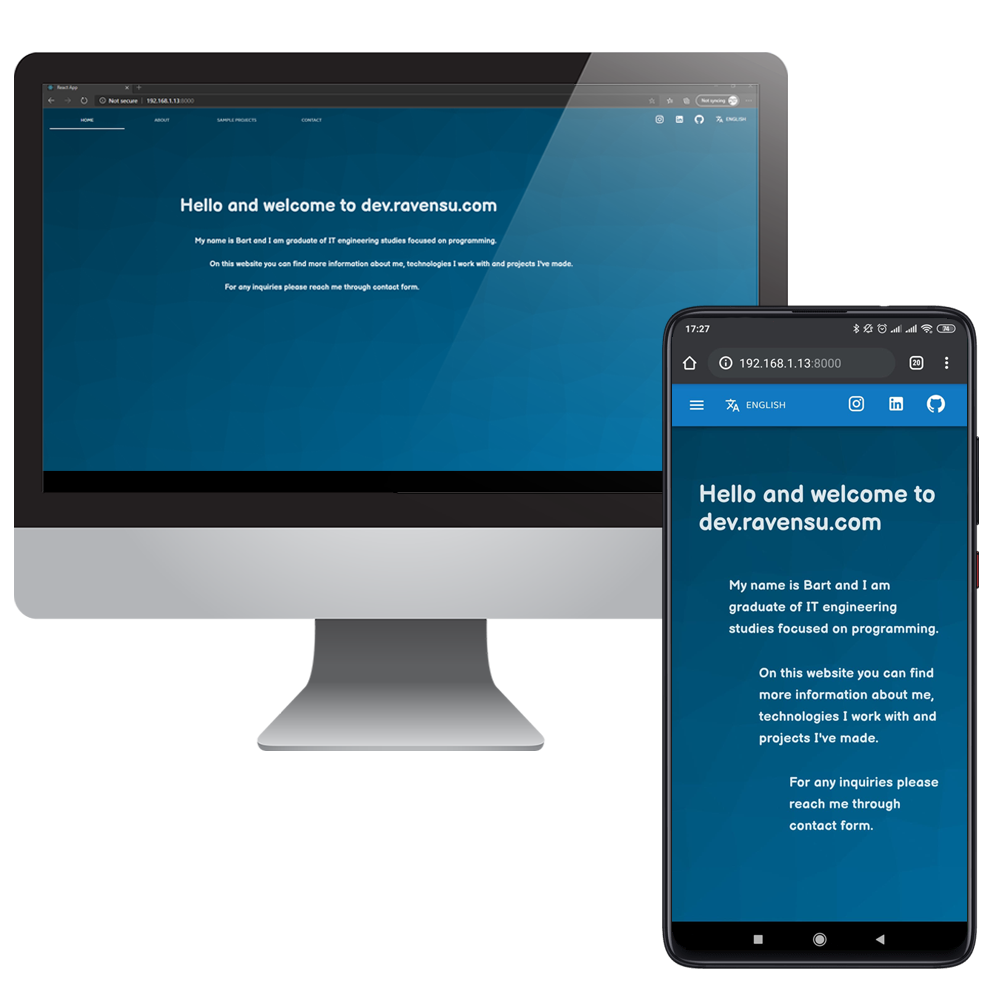 React App
Not secure 192.168.1.13:8000 Not syncing
HOME ABOUT SAMPLE PROJECTS CONTACT ENGLISH
Hello and welcome to dev.ravensu.com
My name is Bart and I am graduate of IT engineering studies focused on programming.
On this website you can find more information about me, technologies I work with and projects I've made.
For any inquiries please reach me through contact form.
17:27 74
192.168.1.13:8000 20
ENGLISH
Hello and welcome to
dev.ravensu.com
My name is Bart and I am
graduate of IT engineering
studies focused on programming.
On this website you can find
more information about me,
technologies I work with and
projects I've made.
For any inquiries please
reach me through
contact form.